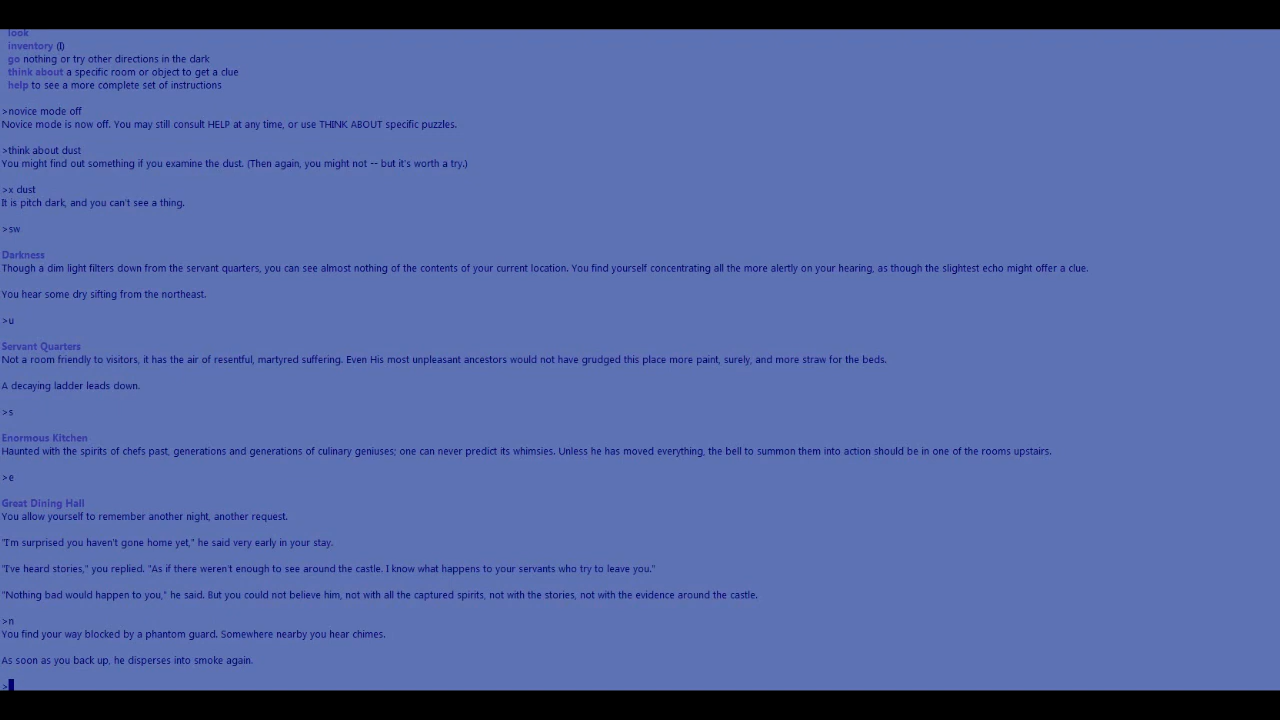 look
inventory (I)
go nothing or try other directions in the dark
think about a specific room or object to get a clue
help to see a more complete set of instructions
>novice mode off
Novice mode is now off. You may still consult HELP at any time, or use THINK ABOUT specific puzzles.
>think about dust
You might find out something if you examine the dust. (Then again, you might not -- but it's worth a try.)
>x dust
It is pitch dark, and you can't see a thing.
>sw
Darkness
Though a dim light filters down from the servant quarters, you can see almost nothing of the contents of your current location. You find yourself concentrating all the more alertly on your hearing, as though the slightest echo might offer a clue.
You hear some dry sifting from the northeast.
>u
Servant Quarters
Not a room friendly to visitors, it has the air of resentful, martyred suffering. Even His most unpleasant ancestors would not have grudged this place more paint, surely, and more straw for the beds.
A decaying ladder leads down.
>s
Enormous Kitchen
Haunted with the spirits of chefs past, generations and generations of culinary geniuses; one can never predict its whimsies. Unless he has moved everything, the bell to summon them into action should be in one of the rooms upstairs.
>e
Great Dining Hall
You allow yourself to remember another night, another request.
"I'm surprised you haven't gone home yet," he said very early in your stay.
"I've heard stories," you replied. "As if there weren't enough to see around the castle. I know what happens to your servants who try to leave you."
"Nothing bad would happen to you," he said. But you could not believe him, not with all the captured spirits, not with the stories, not with the evidence around the castle.
>n
You find your way blocked by a phantom guard. Somewhere nearby you hear chimes.
As soon as you back up, he disperses into smoke again.
>